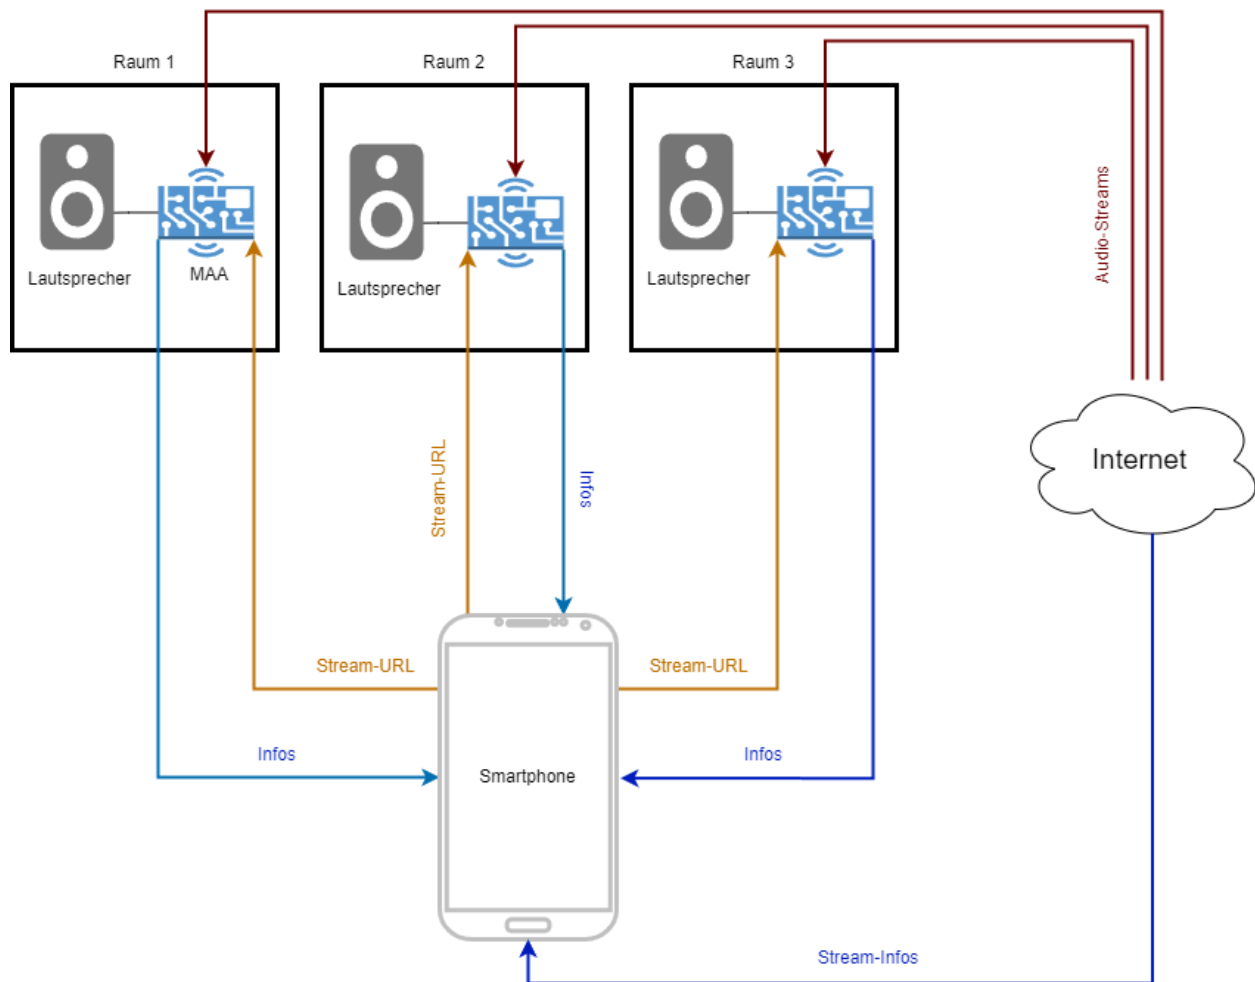 Raum 1
Raum 2
Raum 3
Lautsprecher
MAA
Lautsprecher
Lautsprecher
Audio-Streams
Internet
Stream-URL
Infos
Stream-URL
Stream-URL
Infos
Infos
Smartphone
Stream-Infos